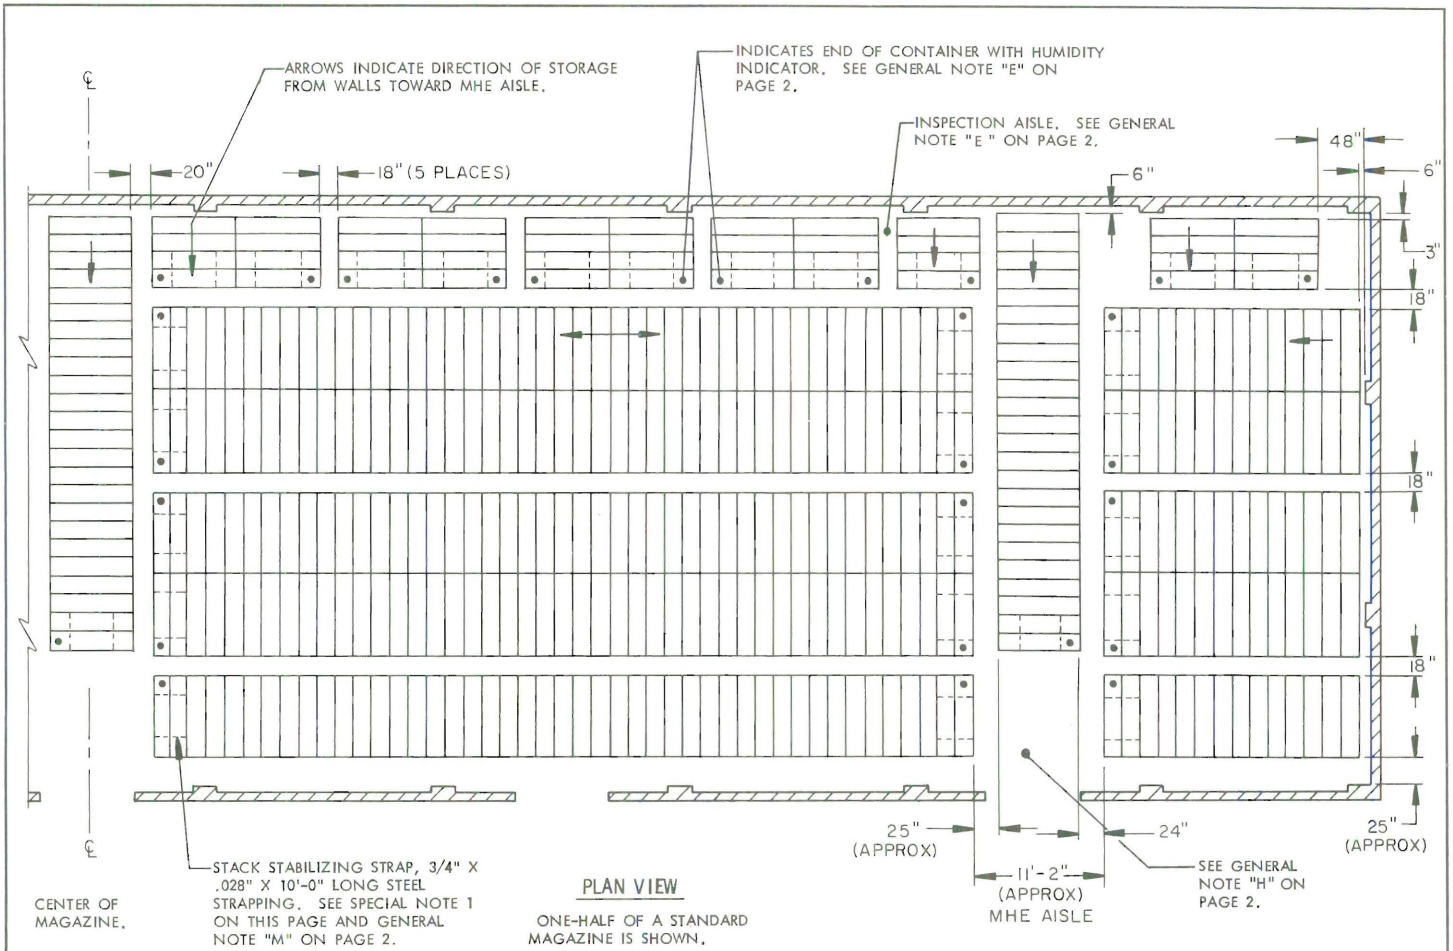 INDICATES END OF CONTAINER WITH HUMIDITY
INDICATOR. SEE GENERAL NOTE "E" ON
PAGE 2.
ARROWS INDICATE DIRECTION OF STORAGE
FROM WALLS TOWARD MHE AISLE.
℄
INSPECTION AISLE. SEE GENERAL
NOTE "E" ON PAGE 2.
48"
20"
18" (5 PLACES)
6"
6"
3"
18"
18"
18"
25"
(APPROX)
24"
25"
(APPROX)
℄
11'-2"
(APPROX)
MHE AISLE
SEE GENERAL
NOTE "H" ON
PAGE 2.
STACK STABILIZING STRAP, 3/4" X
.028" X 10'-0" LONG STEEL
STRAPPING. SEE SPECIAL NOTE 1
ON THIS PAGE AND GENERAL
NOTE "M" ON PAGE 2.
CENTER OF
MAGAZINE.
PLAN VIEW
ONE-HALF OF A STANDARD
MAGAZINE IS SHOWN.